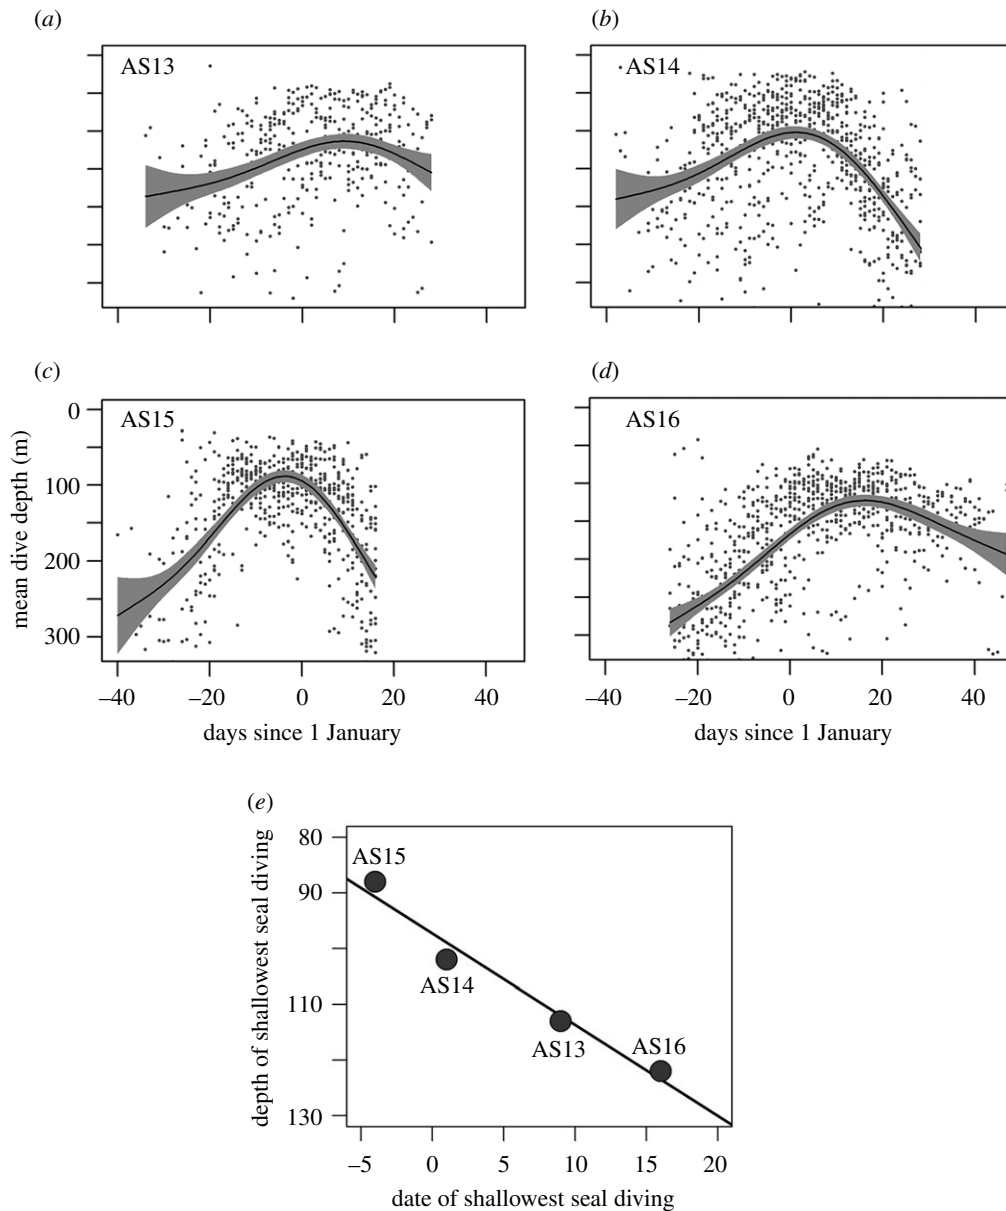 (a)
(b)
AS13
AS14
(c)
(d)
AS15
AS16
mean dive depth (m)
0
100
200
300
–40
–20
0
20
40
–40
–20
0
20
40
days since 1 January
days since 1 January
(e)
depth of shallowest seal diving
80
90
110
130
AS15
AS14
AS13
AS16
–5
0
5
10
15
20
date of shallowest seal diving